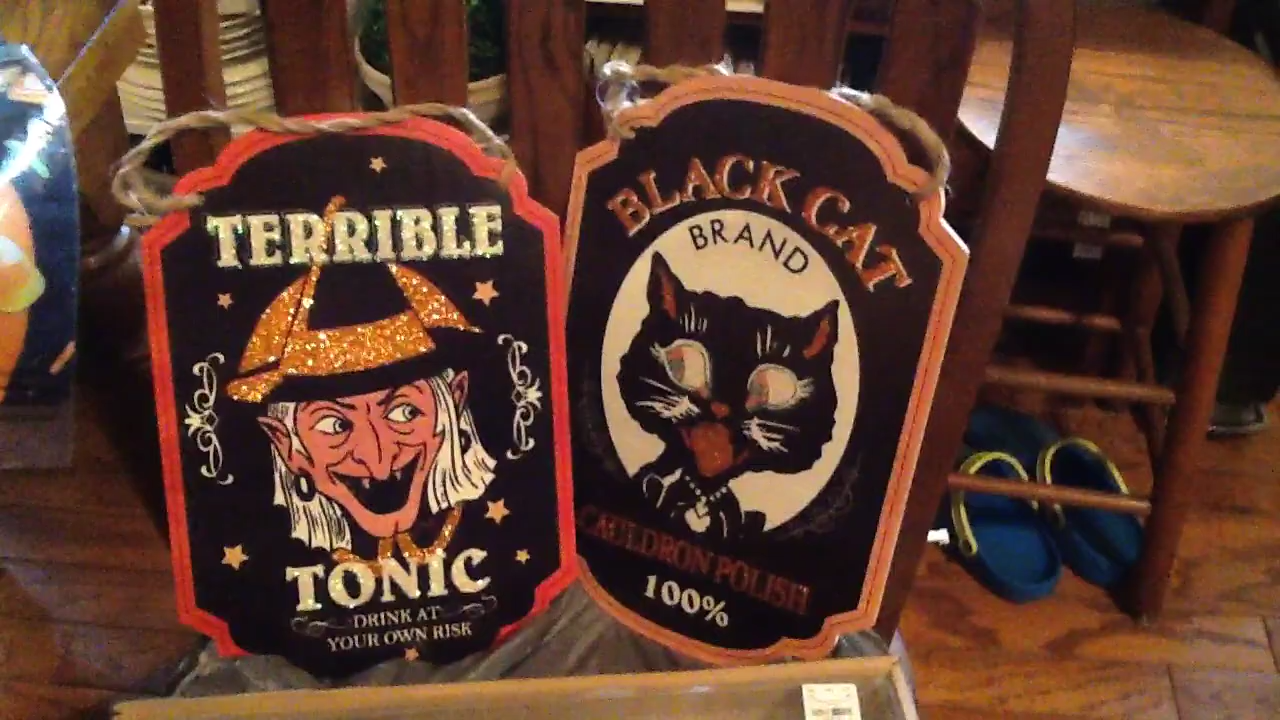 TERRIBLE
TONIC
DRINK AT
YOUR OWN RISK
BLACK CAT
BRAND
CAULDRON POLISH
100%